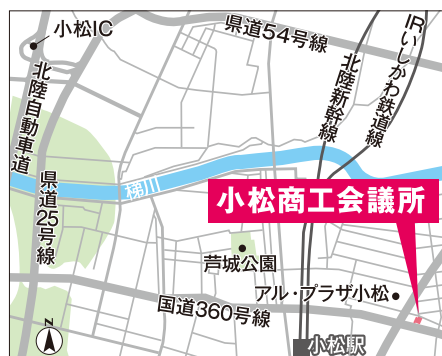 小松IC
県道54号線
IRいしかわ鉄道線
北陸新幹線
北陸自動車道
県道25号線
梯川
小松商工会議所
芦城公園
アル・プラザ小松
国道360号線
N
小松駅